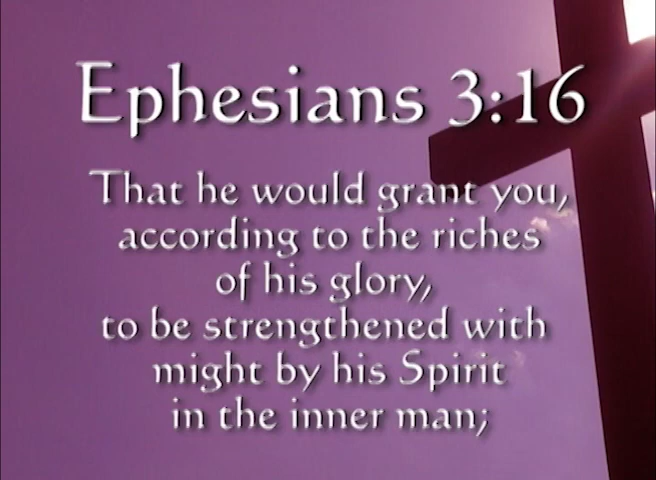 Ephesians 3:16
That he would grant you,
according to the riches
of his glory,
to be strengthened with
might by his Spirit
in the inner man;